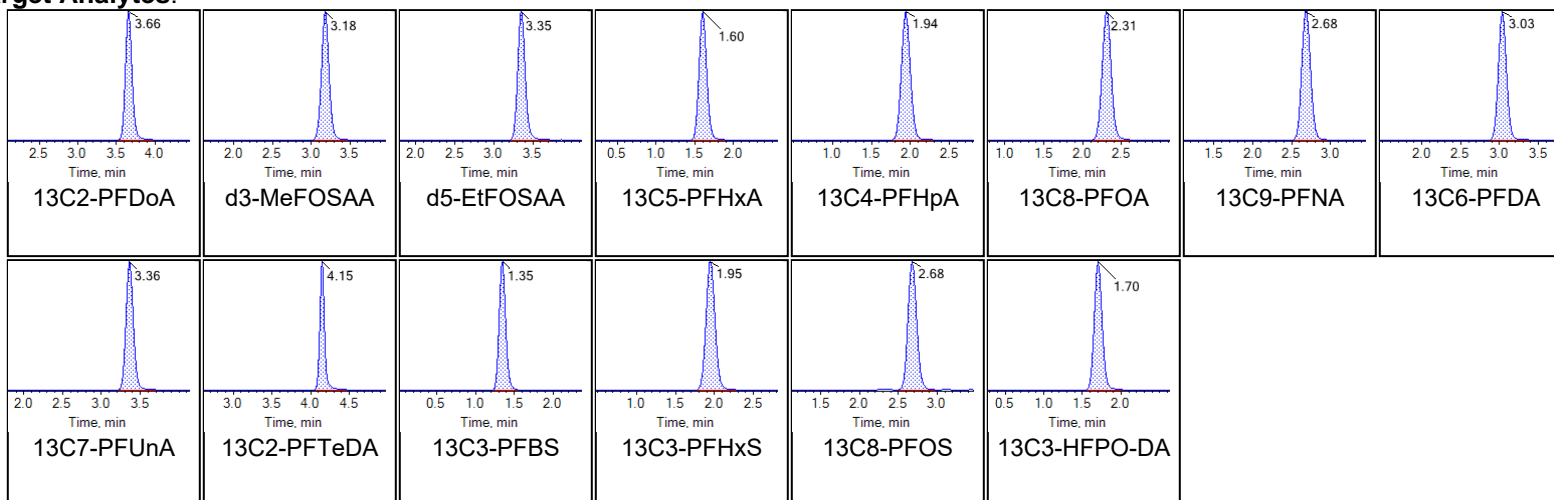 rget Analytes:
3.66
2.5 3.0 3.5 4.0
Time, min
13C2-PFDoA
3.18
2.0 2.5 3.0 3.5
Time, min
d3-MeFOSAA
3.35
2.0 2.5 3.0 3.5
Time, min
d5-EtFOSAA
1.60
0.5 1.0 1.5 2.0
Time, min
13C5-PFHxA
1.94
1.0 1.5 2.0 2.5
Time, min
13C4-PFHpA
2.31
1.0 1.5 2.0 2.5
Time, min
13C8-PFOA
2.68
1.5 2.0 2.5 3.0
Time, min
13C9-PFNA
3.03
2.0 2.5 3.0 3.5
Time, min
13C6-PFDA
3.36
2.0 2.5 3.0 3.5
Time, min
13C7-PFUnA
4.15
3.0 3.5 4.0 4.5
Time, min
13C2-PFTeDA
1.35
0.5 1.0 1.5 2.0
Time, min
13C3-PFBS
1.95
1.0 1.5 2.0 2.5
Time, min
13C3-PFHxS
2.68
1.5 2.0 2.5 3.0
Time, min
13C8-PFOS
1.70
0.5 1.0 1.5 2.0
Time, min
13C3-HFPO-DA